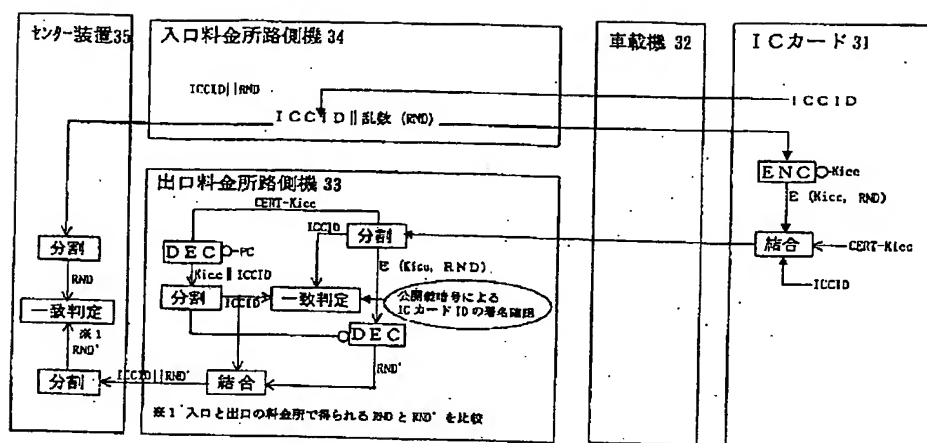 センター装置35
入口料金所路側機 34
車載機 32
ICカード 31
ICCID||RND
ICCID
ICCID||乱数 (RND)
ENC
Kicc
E (Kicc, RND)
結合
CERT-Kicc
ICCID
出口料金所路側機 33
CERT-Kicc
ICCID
分割
DEC
PC
E (Kicc, RND)
Kicc||ICCID
分割
ICCID
一致判定
公開鍵暗号による
ICカードIDの署名確認
DEC
RND'
結合
ICCID||RND'
分割
RND
一致判定
※1
RND'
分割
※1 入口と出口の料金所で得られるRNDとRND'を比較